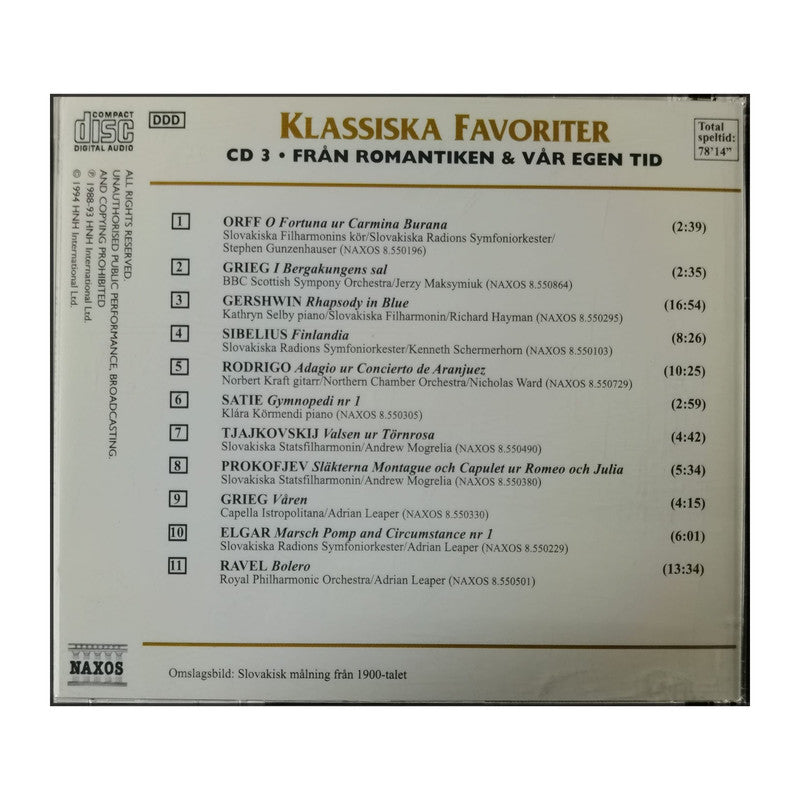 COMPACT
disc
DIGITAL AUDIO
DDD
KLASSISKA FAVORITER
CD 3 • FRÅN ROMANTIKEN & VÅR EGEN TID
Total
speltid:
78'14"
ALL RIGHTS RESERVED.
UNAUTHORISED PUBLIC PERFORMANCE, BROADCASTING.
AND COPYING PROHIBITED
℗ 1988-93 HNH International Ltd.
© 1994 HNH International Ltd.
1 ORFF O Fortuna ur Carmina Burana (2:39)
Slovakiska Filharmonins kör/Slovakiska Radions Symfoniorkester/
Stephen Gunzenhauser (NAXOS 8.550196)
2 GRIEG I Bergakungens sal (2:35)
BBC Scottish Sympony Orchestra/Jerzy Maksymiuk (NAXOS 8.550864)
3 GERSHWIN Rhapsody in Blue (16:54)
Kathryn Selby piano/Slovakiska Filharmonin/Richard Hayman (NAXOS 8.550295)
4 SIBELIUS Finlandia (8:26)
Slovakiska Radions Symfoniorkester/Kenneth Schermerhorn (NAXOS 8.550103)
5 RODRIGO Adagio ur Concierto de Aranjuez (10:25)
Norbert Kraft gitarr/Northern Chamber Orchestra/Nicholas Ward (NAXOS 8.550729)
6 SATIE Gymnopedi nr 1 (2:59)
Klára Körmendi piano (NAXOS 8.550305)
7 TJAJKOVSKIJ Valsen ur Törnrosa (4:42)
Slovakiska Statsfilharmonin/Andrew Mogrelia (NAXOS 8.550490)
8 PROKOFJEV Släkterna Montague och Capulet ur Romeo och Julia (5:34)
Slovakiska Statsfilharmonin/Andrew Mogrelia (NAXOS 8.550380)
9 GRIEG Våren (4:15)
Capella Istropolitana/Adrian Leaper (NAXOS 8.550330)
10 ELGAR Marsch Pomp and Circumstance nr 1 (6:01)
Slovakiska Radions Symfoniorkester/Adrian Leaper (NAXOS 8.550229)
11 RAVEL Bolero (13:34)
Royal Philharmonic Orchestra/Adrian Leaper (NAXOS 8.550501)
NAXOS
Omslagsbild: Slovakisk målning från 1900-talet